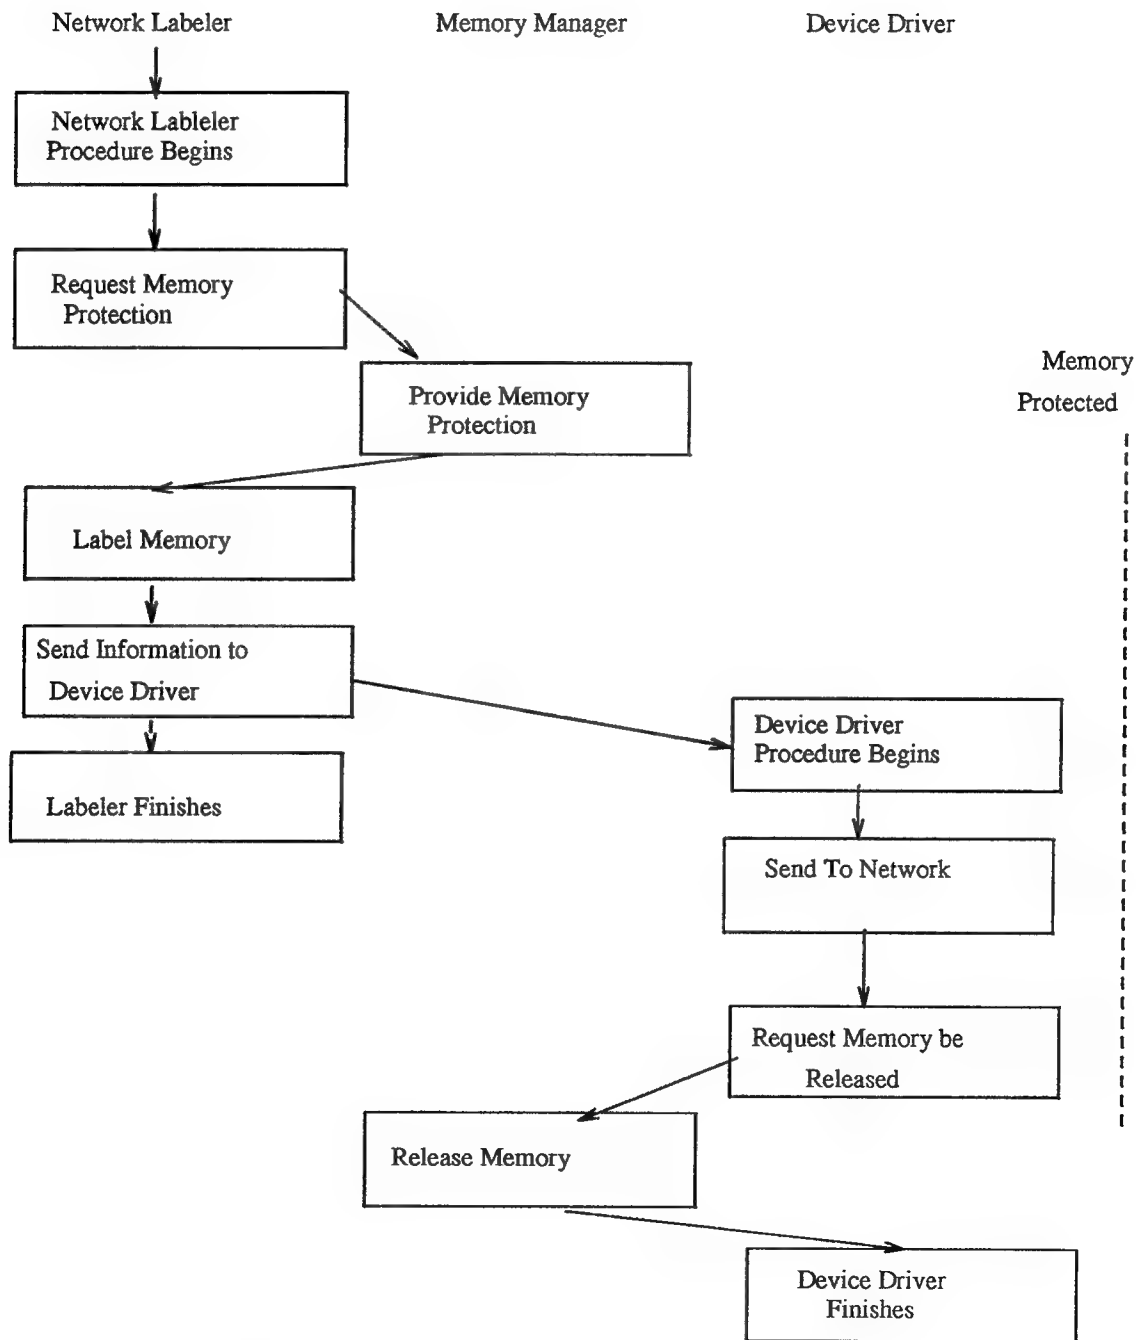 Network Labeler
Memory Manager
Device Driver
Network Lableler
Procedure Begins
Request Memory
Protection
Provide Memory
Protection
Memory
Protected
Label Memory
Send Information to
Device Driver
Device Driver
Procedure Begins
Labeler Finishes
Send To Network
Request Memory be
Released
Release Memory
Device Driver
Finishes